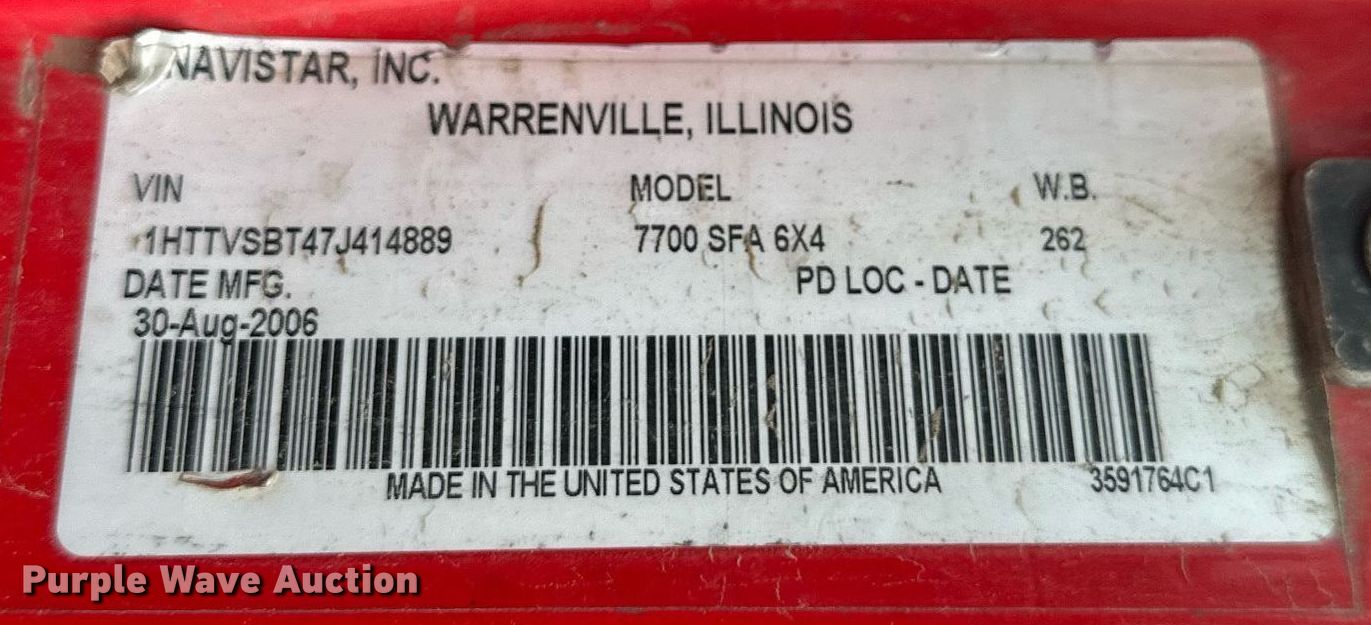 NAVISTAR, INC.
WARRENVILLE, ILLINOIS
VIN MODEL W.B.
1HTTVSBT47J414889 7700 SFA 6X4 262
DATE MFG. PD LOC - DATE
30-Aug-2006
MADE IN THE UNITED STATES OF AMERICA 3591764C1
Purple Wave Auction